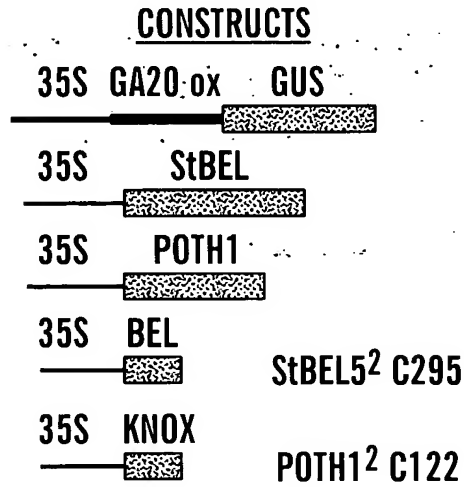 CONSTRUCTS
35S GA20 ox GUS
35S StBEL
35S POTH1
35S BEL
StBEL5² C295
35S KNOX
POTH1² C122